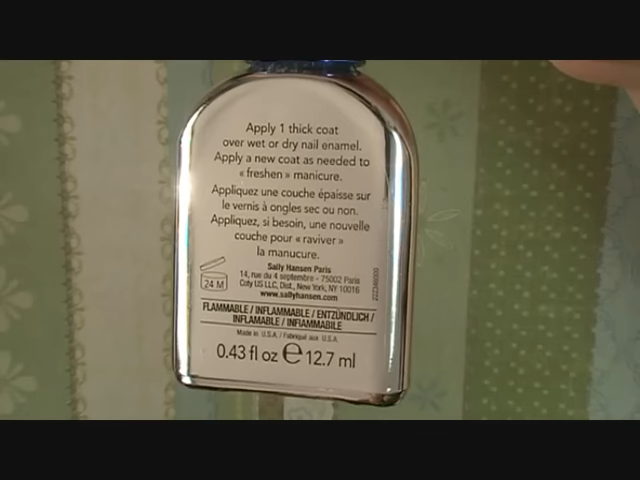 Apply 1 thick coat
over wet or dry nail enamel.
Apply a new coat as needed to
« freshen » manicure.
Appliquez une couche épaisse sur
le vernis à ongles sec ou non.
Appliquez, si besoin, une nouvelle
couche pour « raviver »
la manucure.
Sally Hansen Paris
14, rue du 4 septembre - 75002 Paris
Coty US LLC, Dist., New York, NY 10016
www.sallyhansen.com
24 M
FLAMMABLE / INFLAMMABLE / ENTZÜNDLICH /
INFLAMABLE / INFIAMMABILE
Made in U.S.A. / Fabriqué aux U.S.A.
0.43 fl oz e 12.7 ml